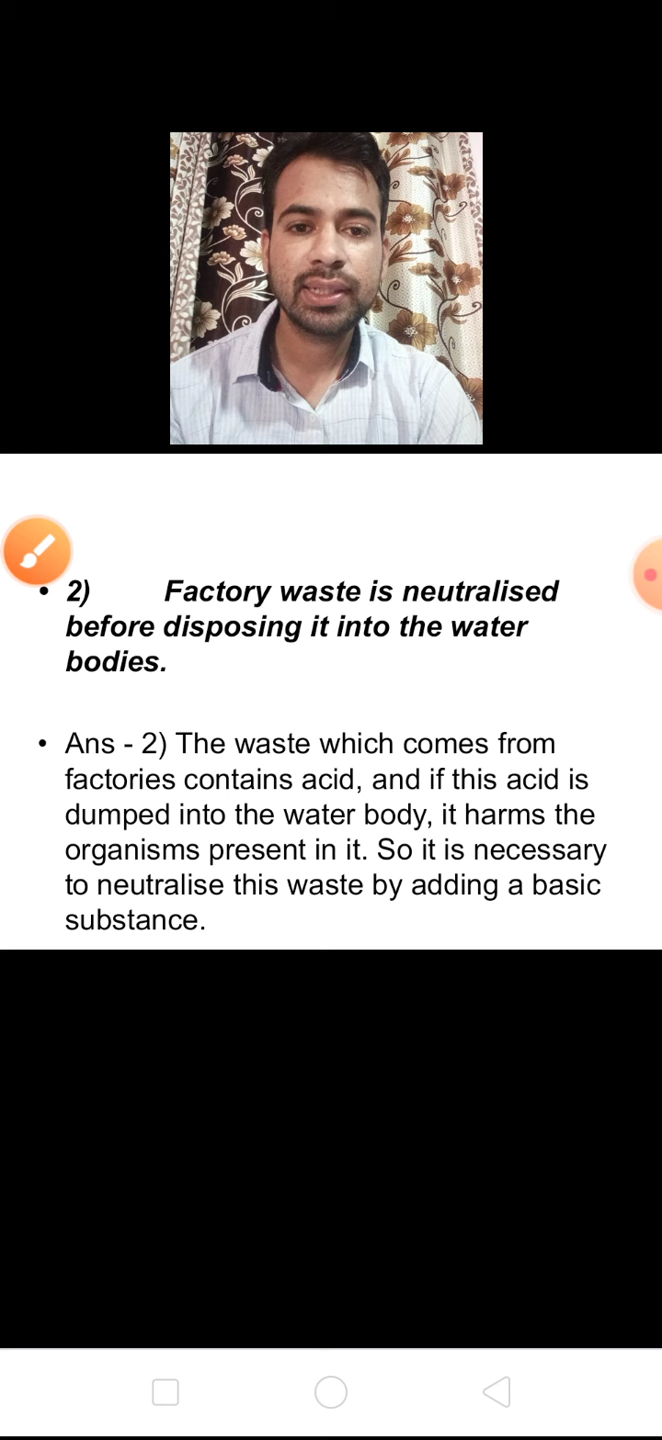 • 2) Factory waste is neutralised
before disposing it into the water
bodies.
• Ans - 2) The waste which comes from
factories contains acid, and if this acid is
dumped into the water body, it harms the
organisms present in it. So it is necessary
to neutralise this waste by adding a basic
substance.